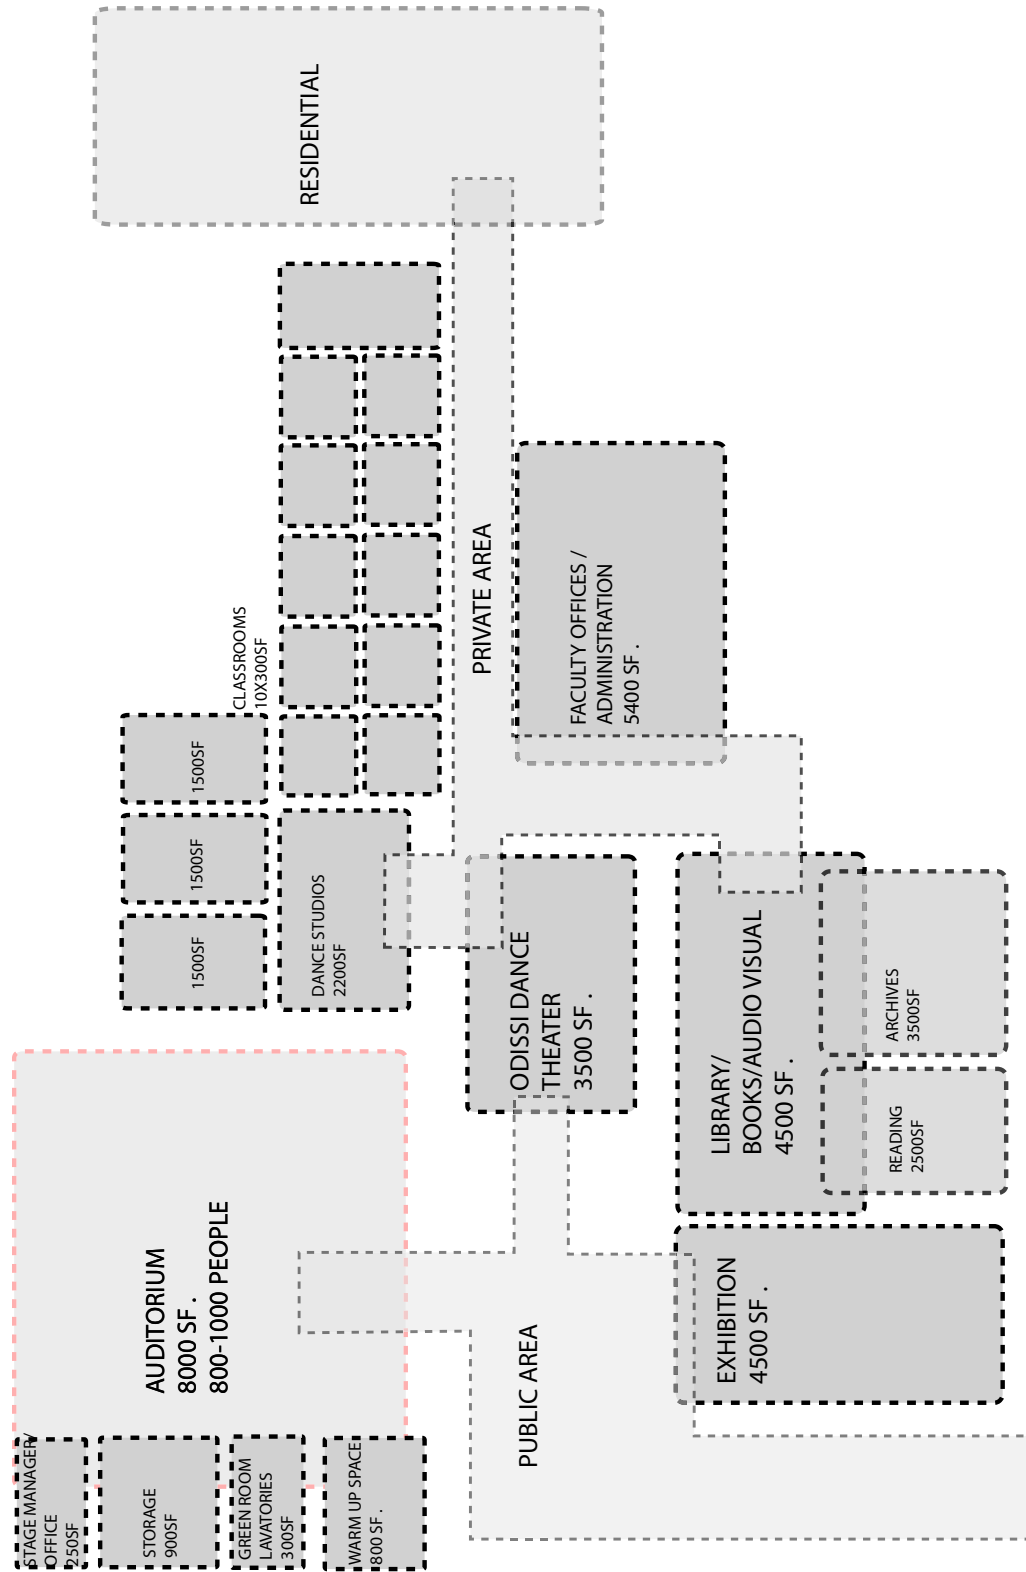 RESIDENTIAL
CLASSROOMS
10X300SF
PRIVATE AREA
FACULTY OFFICES /
ADMINISTRATION
5400 SF .
1500SF
1500SF
1500SF
DANCE STUDIOS
2200SF
ODISSI DANCE
THEATER
3500 SF .
LIBRARY/
BOOKS/AUDIO VISUAL
4500 SF .
ARCHIVES
3500SF
READING
2500SF
AUDITORIUM
8000 SF .
800-1000 PEOPLE
PUBLIC AREA
EXHIBITION
4500 SF .
STAGE MANAGER/
OFFICE
250SF
STORAGE
900SF
GREEN ROOM
LAVATORIES
300SF
WARM UP SPACE
800 SF .